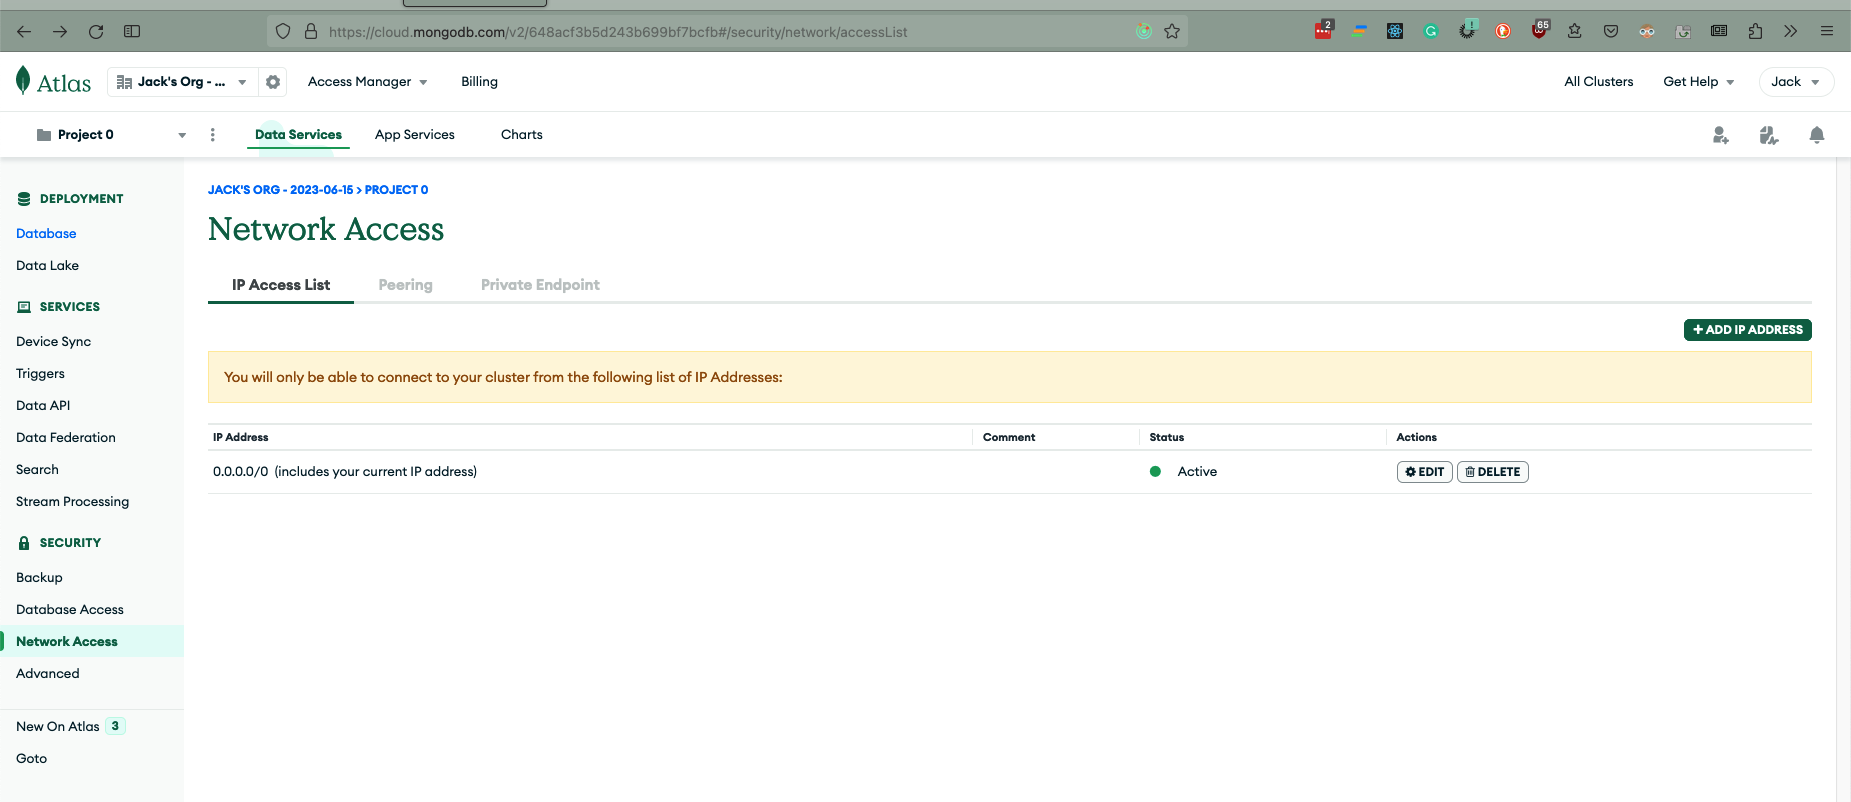 https://cloud.mongodb.com/v2/648acf3b5d243b699bf7bcfb#/security/network/accessList
2
65
Atlas
Jack's Org - ...
Access Manager
Billing
All Clusters
Get Help
Jack
Project 0
Data Services
App Services
Charts
DEPLOYMENT
Database
Data Lake
SERVICES
Device Sync
Triggers
Data API
Data Federation
Search
Stream Processing
SECURITY
Backup
Database Access
Network Access
Advanced
New On Atlas 3
Goto
JACK'S ORG - 2023-06-15 > PROJECT 0
Network Access
IP Access List
Peering
Private Endpoint
+ ADD IP ADDRESS
You will only be able to connect to your cluster from the following list of IP Addresses:
IP Address
Comment
Status
Actions
0.0.0.0/0 (includes your current IP address)
Active
EDIT
DELETE